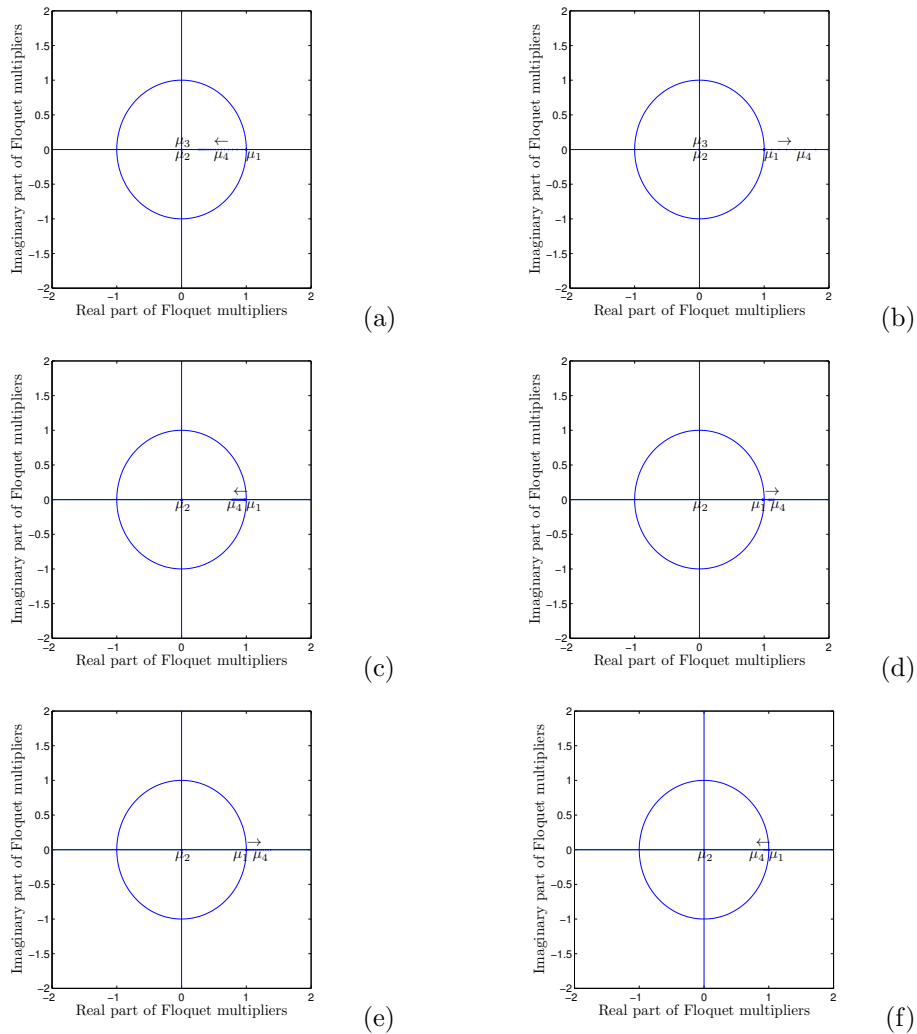 2
1.5
1
0.5
0
−0.5
−1
−1.5
−2
−2 −1 0 1 2
Imaginary part of Floquet multipliers
Real part of Floquet multipliers
μ3 ←
μ2 μ4 μ1
(a)
2
1.5
1
0.5
0
−0.5
−1
−1.5
−2
−2 −1 0 1 2
Imaginary part of Floquet multipliers
Real part of Floquet multipliers
μ3 →
μ2 μ1 μ4
(b)
2
1.5
1
0.5
0
−0.5
−1
−1.5
−2
−2 −1 0 1 2
Imaginary part of Floquet multipliers
Real part of Floquet multipliers
←
μ2 μ4 μ1
(c)
2
1.5
1
0.5
0
−0.5
−1
−1.5
−2
−2 −1 0 1 2
Imaginary part of Floquet multipliers
Real part of Floquet multipliers
→
μ2 μ1 μ4
(d)
2
1.5
1
0.5
0
−0.5
−1
−1.5
−2
−2 −1 0 1 2
Imaginary part of Floquet multipliers
Real part of Floquet multipliers
→
μ2 μ1 μ4
(e)
2
1.5
1
0.5
0
−0.5
−1
−1.5
−2
−2 −1 0 1 2
Imaginary part of Floquet multipliers
Real part of Floquet multipliers
←
μ2 μ4 μ1
(f)